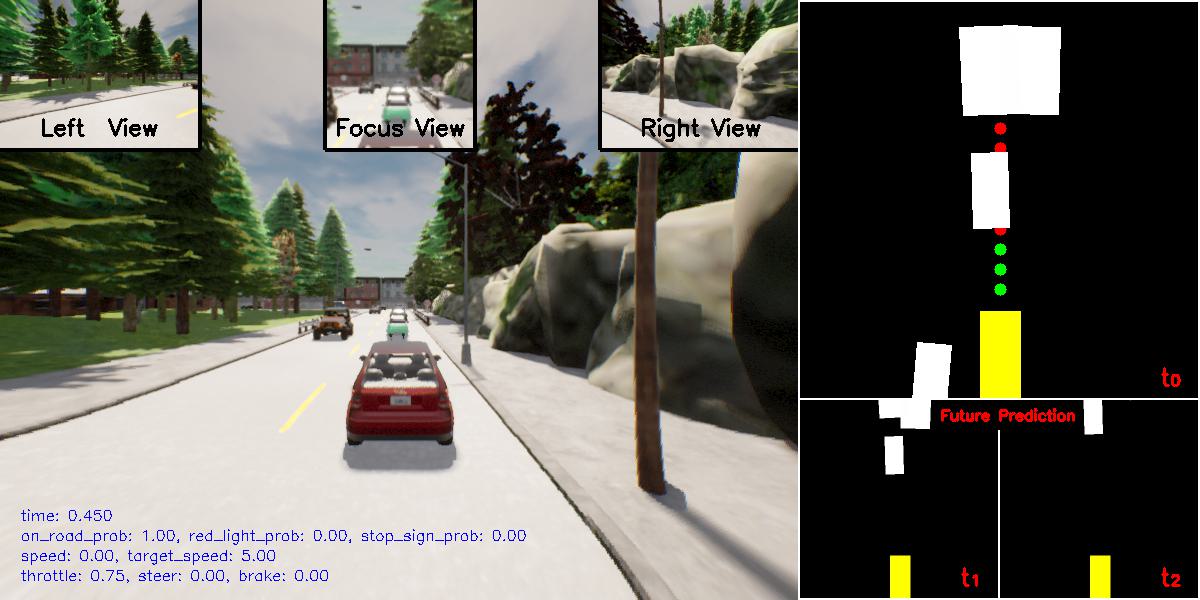 Left View
Focus View
Right View
t0
Future Prediction
t1
t2
time: 0.450
on_road_prob: 1.00, red_light_prob: 0.00, stop_sign_prob: 0.00
speed: 0.00, target_speed: 5.00
throttle: 0.75, steer: 0.00, brake: 0.00